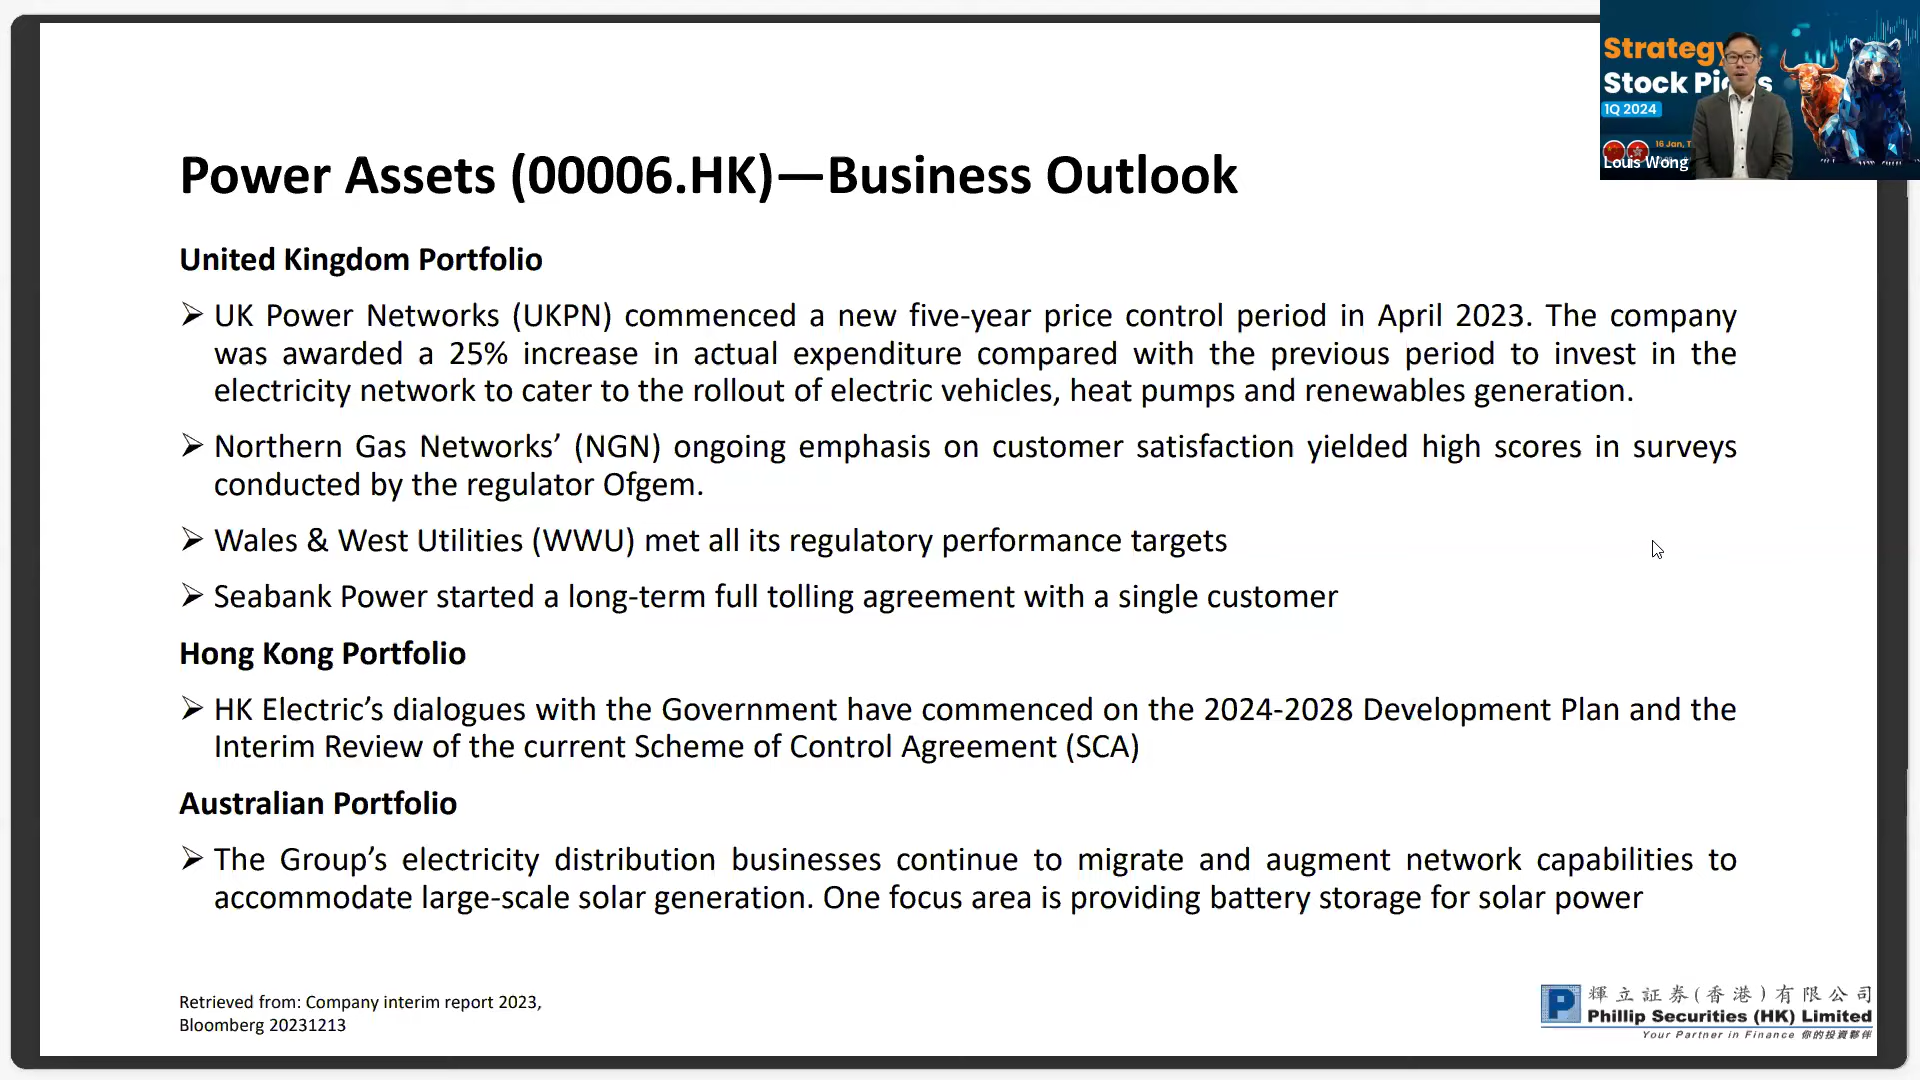 Strategy
Stock Picks
1Q 2024
16 Jan, T
Louis Wong
Power Assets (00006.HK)—Business Outlook
United Kingdom Portfolio
➢ UK Power Networks (UKPN) commenced a new five-year price control period in April 2023. The company
was awarded a 25% increase in actual expenditure compared with the previous period to invest in the
electricity network to cater to the rollout of electric vehicles, heat pumps and renewables generation.
➢ Northern Gas Networks’ (NGN) ongoing emphasis on customer satisfaction yielded high scores in surveys
conducted by the regulator Ofgem.
➢ Wales & West Utilities (WWU) met all its regulatory performance targets
➢ Seabank Power started a long-term full tolling agreement with a single customer
Hong Kong Portfolio
➢ HK Electric’s dialogues with the Government have commenced on the 2024-2028 Development Plan and the
Interim Review of the current Scheme of Control Agreement (SCA)
Australian Portfolio
➢ The Group’s electricity distribution businesses continue to migrate and augment network capabilities to
accommodate large-scale solar generation. One focus area is providing battery storage for solar power
Retrieved from: Company interim report 2023,
Bloomberg 20231213
輝立証券(香港)有限公司
Phillip Securities (HK) Limited
Your Partner in Finance 你的投資夥伴